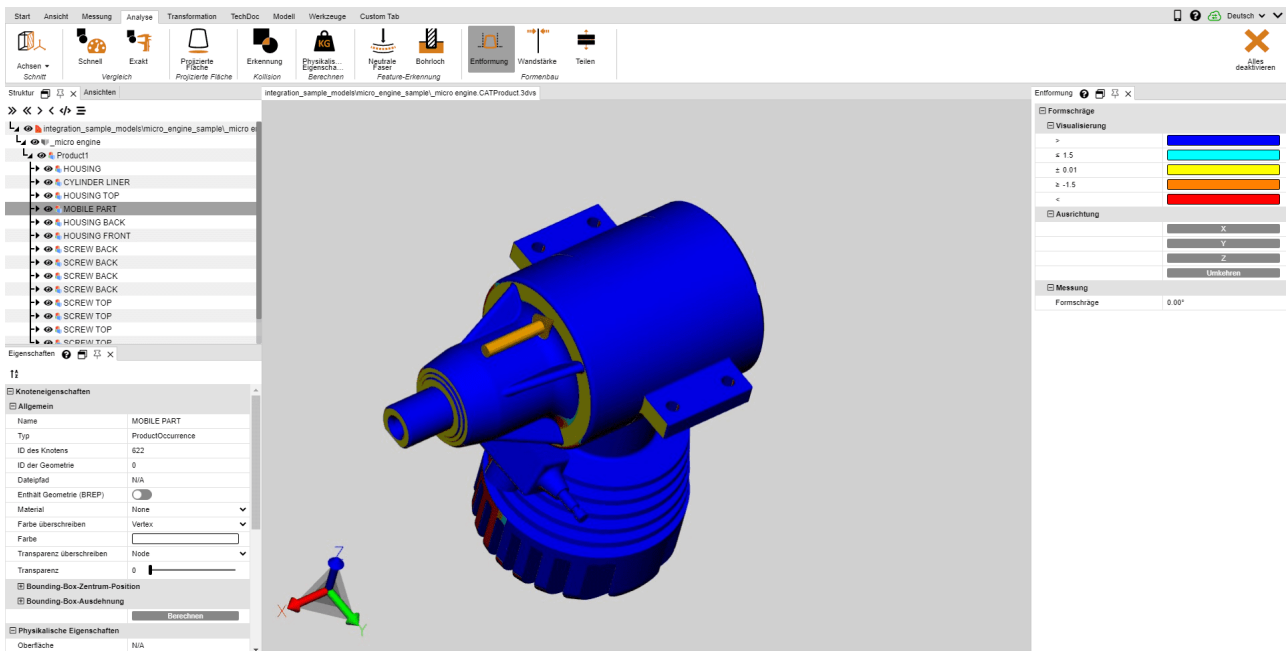 Start Ansicht Messung Analyse Transformation TechDoc Modell Werkzeuge Custom Tab Deutsch
Achsen Schnell Exakt Projizierte Fläche Erkennung Physikalis... Eigenscha... Neutrale Faser Bohrloch Entformung Wandstärke Teilen Alles deaktivieren
Schnitt Vergleich Projizierte Fläche Kollision Berechnen Feature-Erkennung Formenbau
Struktur Ansichten
integration_sample_models\micro_engine_sample\_micro engine.CATProduct.3dvs
Entformung
integration_sample_models\micro_engine_sample\_micro en
_micro engine
Product1
HOUSING
CYLINDER LINER
HOUSING TOP
MOBILE PART
HOUSING BACK
HOUSING FRONT
SCREW BACK
SCREW BACK
SCREW BACK
SCREW BACK
SCREW TOP
SCREW TOP
SCREW TOP
SCREW TOP
Eigenschaften
Knoteneigenschaften
Allgemein
Name MOBILE PART
Typ ProductOccurrence
ID des Knotens 622
ID der Geometrie 0
Dateipfad N/A
Enthält Geometrie (BREP)
Material None
Farbe überschreiben Vertex
Farbe
Transparenz überschreiben Node
Transparenz 0
Bounding-Box-Zentrum-Position
Bounding-Box-Ausdehnung
Berechnen
Physikalische Eigenschaften
Oberfläche N/A
Z
X
Y
Formschräge
Visualisierung
>
≤ 1.5
± 0.01
≥ -1.5
<
Ausrichtung
X
Y
Z
Umkehren
Messung
Formschräge 0.00°